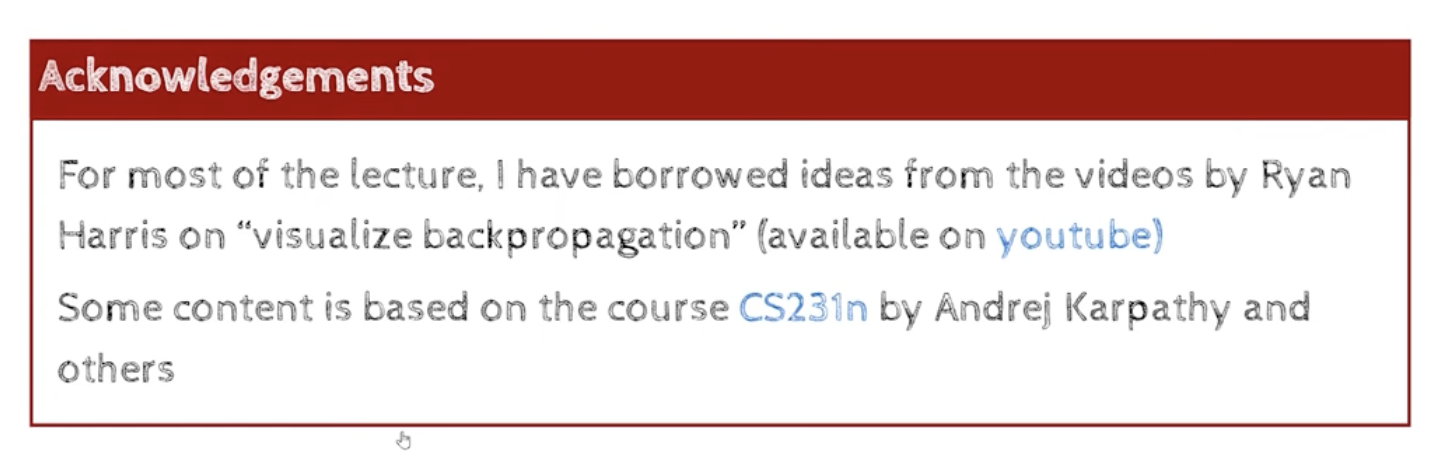 Acknowledgements
For most of the lecture, I have borrowed ideas from the videos by Ryan
Harris on “visualize backpropagation” (available on youtube)
Some content is based on the course CS231n by Andrej Karpathy and
others